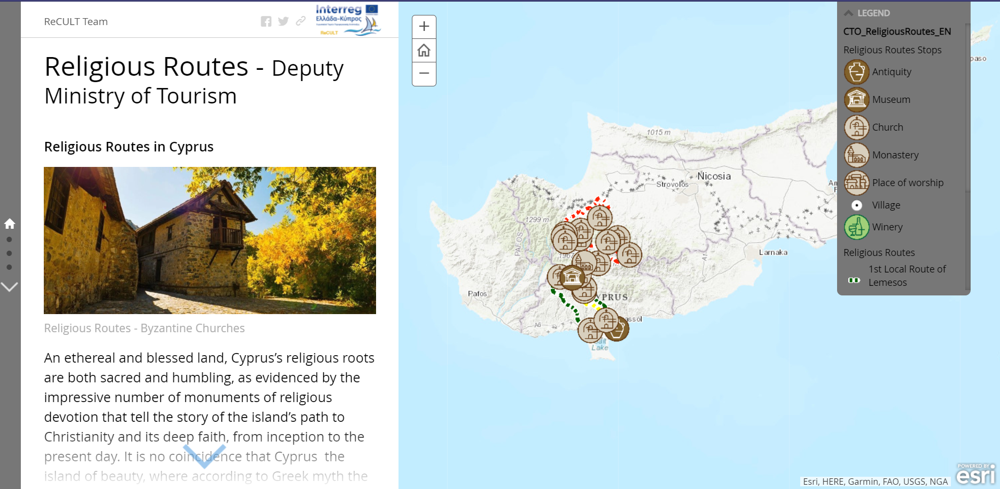 ReCULT Team
Interreg
Ελλάδα-Κύπρος
ReCULT
Religious Routes - Deputy
Ministry of Tourism
Religious Routes in Cyprus
Religious Routes - Byzantine Churches
An ethereal and blessed land, Cyprus’s religious roots
are both sacred and humbling, as evidenced by the
impressive number of monuments of religious
devotion that tell the story of the island’s path to
Christianity and its deep faith, from inception to the
present day. It is no coincidence that Cyprus  the
island of beauty, where according to Greek myth the
1015 m
Nicosia
Strovolos
1299 m
PAFOS
1967
Larnaka
A1
Pafos
YPRUS
A6
assol
Salt
Lake
paso
LEGEND
CTO_ReligiousRoutes_EN
Religious Routes Stops
Antiquity
Museum
Church
Monastery
Place of worship
Village
Winery
Religious Routes
1st Local Route of
Lemesos
Esri, HERE, Garmin, FAO, USGS, NGA
POWERED BY
esri